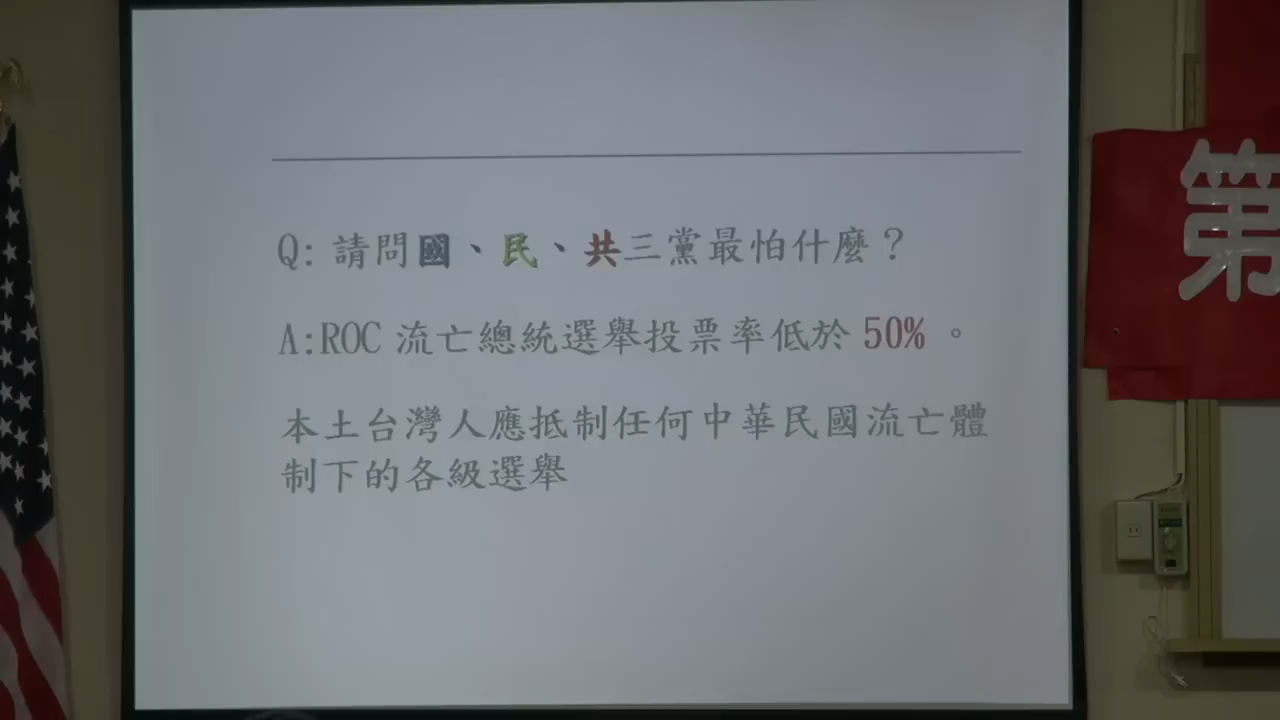 Q: 請問國、民、共三黨最怕什麼？
A:ROC 流亡總統選舉投票率低於 50% 。
本土台灣人應抵制任何中華民國流亡體
制下的各級選舉
第